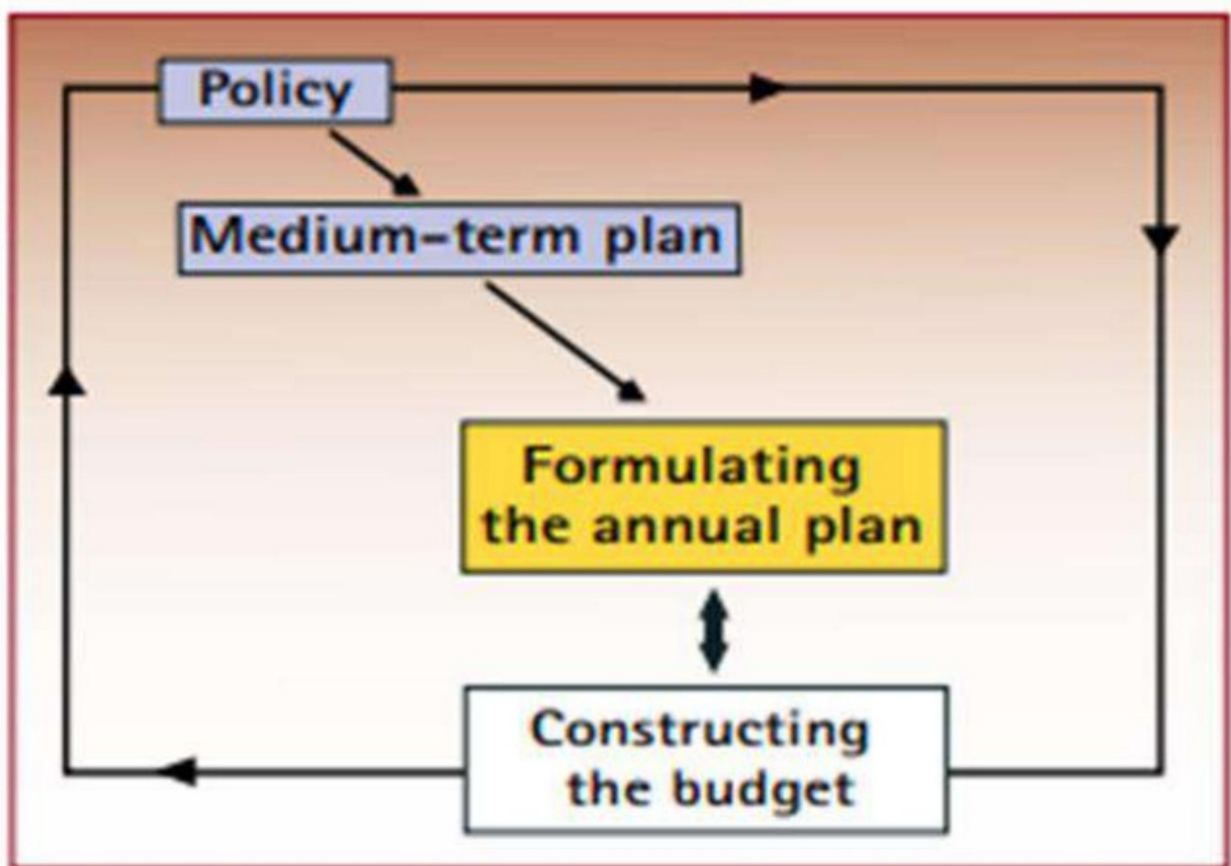 Policy
Medium-term plan
Formulating
the annual plan
Constructing
the budget